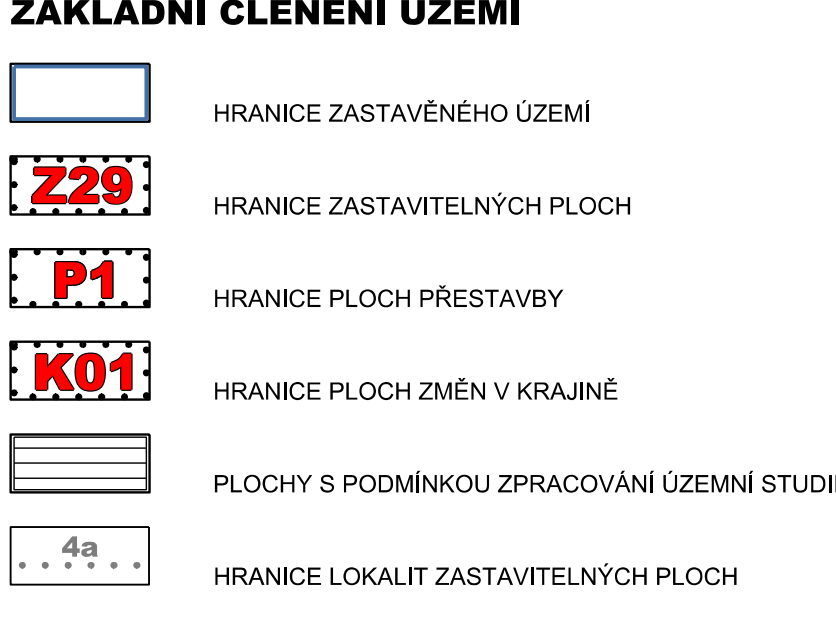 ZÁKLADNÍ ČLENĚNÍ ÚZEMÍ
HRANICE ZASTAVĚNÉHO ÚZEMÍ
Z29 HRANICE ZASTAVITELNÝCH PLOCH
P1 HRANICE PLOCH PŘESTAVBY
K01 HRANICE PLOCH ZMĚN V KRAJINĚ
PLOCHY S PODMÍNKOU ZPRACOVÁNÍ ÚZEMNÍ STUDI
4a HRANICE LOKALIT ZASTAVITELNÝCH PLOCH